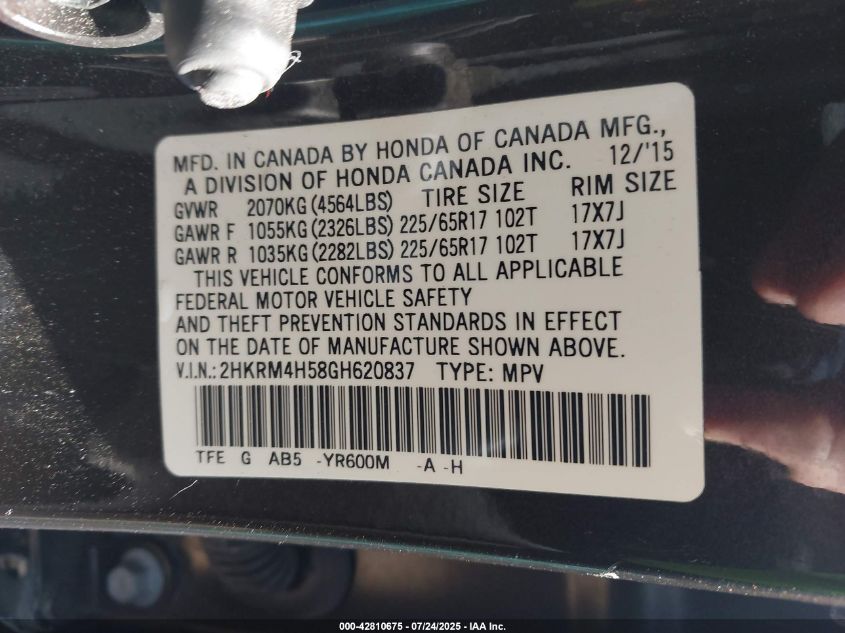 MFD. IN CANADA BY HONDA OF CANADA MFG.,
A DIVISION OF HONDA CANADA INC. 12/'15
GVWR 2070KG(4564LBS) TIRE SIZE RIM SIZE
GAWR F 1055KG(2326LBS) 225/65R17 102T 17X7J
GAWR R 1035KG(2282LBS) 225/65R17 102T 17X7J
THIS VEHICLE CONFORMS TO ALL APPLICABLE
FEDERAL MOTOR VEHICLE SAFETY
AND THEFT PREVENTION STANDARDS IN EFFECT
ON THE DATE OF MANUFACTURE SHOWN ABOVE.
V.I.N.:2HKRM4H58GH620837 TYPE: MPV
TFE G AB5 -YR600M -A -H
000-42810675 - 07/24/2025 - IAA Inc.